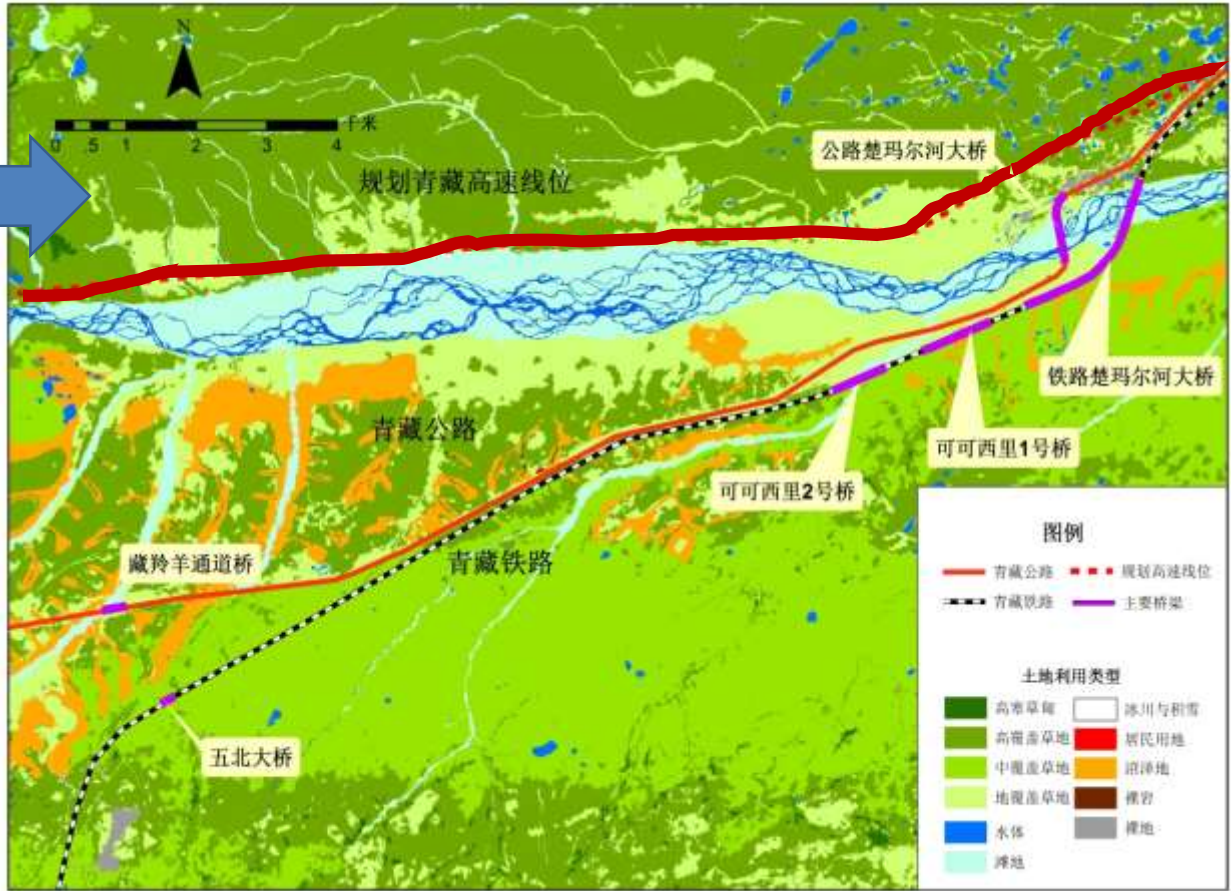 N
0 .5 1 2 3 4 千米
公路楚玛尔河大桥
规划青藏高速线位
铁路楚玛尔河大桥
青藏公路
可可西里1号桥
可可西里2号桥
藏羚羊通道桥
青藏铁路
五北大桥
图例
青藏公路 规划高速线位
青藏铁路 主要桥梁
土地利用类型
高寒草甸 冰川与积雪
高覆盖草地 居民用地
中覆盖草地 沼泽地
地覆盖草地 裸岩
水体 裸地
滩地